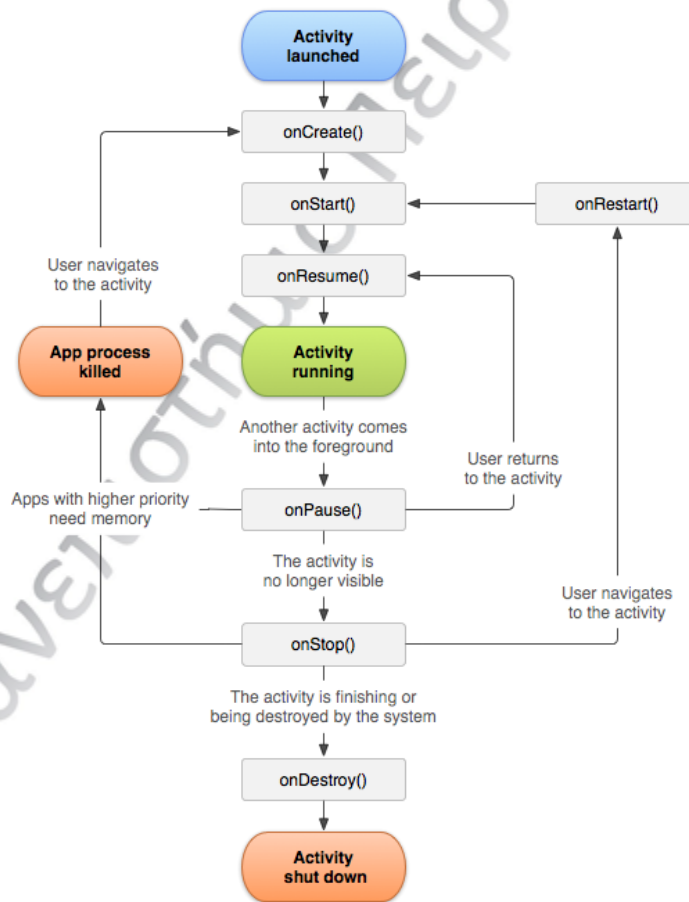 Activity
launched
onCreate()
onStart()
onRestart()
User navigates
to the activity
onResume()
App process
killed
Activity
running
Another activity comes
into the foreground
User returns
to the activity
Apps with higher priority
need memory
onPause()
The activity is
no longer visible
User navigates
to the activity
onStop()
The activity is finishing or
being destroyed by the system
onDestroy()
Activity
shut down